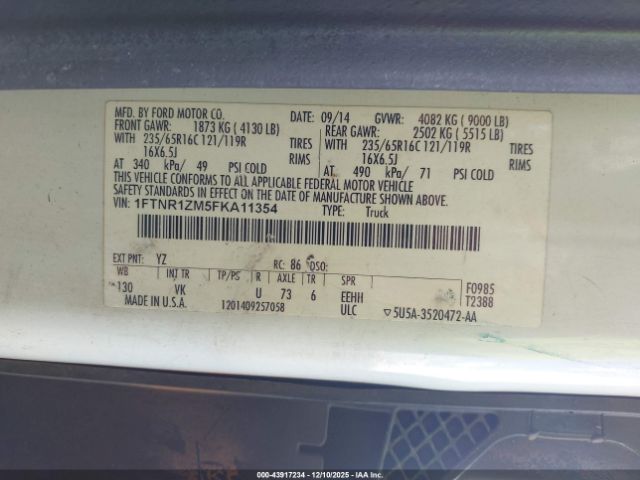 MFD. BY FORD MOTOR CO. DATE: 09/14 GVWR: 4082 KG ( 9000 LB)
FRONT GAWR: 1873 KG ( 4130 LB) REAR GAWR: 2502 KG ( 5515 LB)
WITH 235/65R16C 121/119R TIRES WITH 235/65R16C 121/119R TIRES
16X6.5J RIMS 16X6.5J RIMS
AT 340 kPa/ 49 PSI COLD AT 490 kPa/ 71 PSI COLD
THIS VEHICLE CONFORMS TO ALL APPLICABLE FEDERAL MOTOR VEHICLE
SAFETY STANDARDS IN EFFECT ON THE DATE OF MANUFACTURE SHOWN ABOVE.
VIN: 1FTNR1ZM5FKA11354 TYPE: Truck
EXT PNT: YZ RC: 86 DSO:
WB INT TR TP/PS R AXLE TR SPR F0985
130 VK U 73 6 EEHH T2388
MADE IN U.S.A. 1201409257058 ULC 5U5A-3520472-AA
000-43917234 - 12/10/2025 - IAAI, Inc.